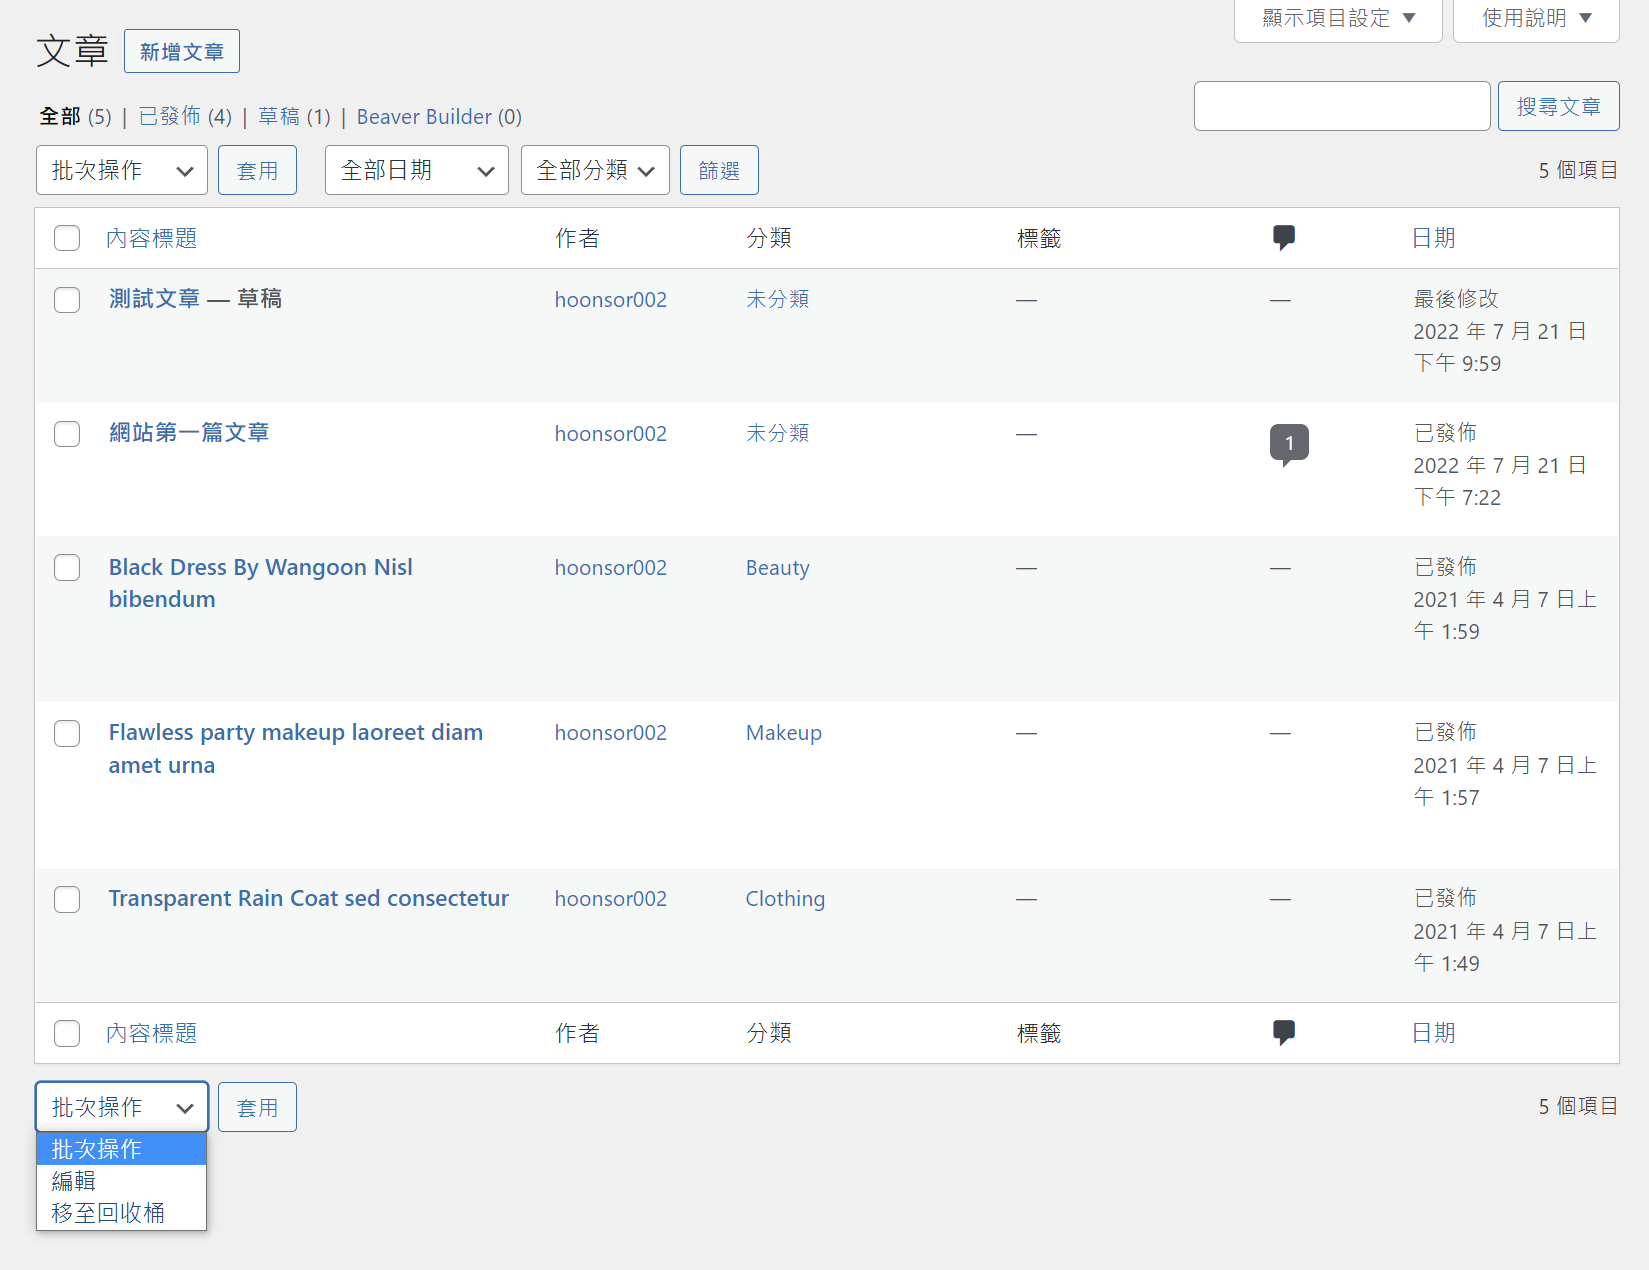 顯示項目設定 ▼ 使用說明 ▼
文章 新增文章
搜尋文章
全部 (5) | 已發佈 (4) | 草稿 (1) | Beaver Builder (0)
批次操作 套用 全部日期 全部分類 篩選 5 個項目
內容標題 作者 分類 標籤 日期
測試文章 — 草稿 hoonsor002 未分類 — — 最後修改
2022 年 7 月 21 日
下午 9:59
網站第一篇文章 hoonsor002 未分類 — 1 已發佈
2022 年 7 月 21 日
下午 7:22
Black Dress By Wangoon Nisl hoonsor002 Beauty — — 已發佈
bibendum 2021 年 4 月 7 日上
午 1:59
Flawless party makeup laoreet diam hoonsor002 Makeup — — 已發佈
amet urna 2021 年 4 月 7 日上
午 1:57
Transparent Rain Coat sed consectetur hoonsor002 Clothing — — 已發佈
2021 年 4 月 7 日上
午 1:49
內容標題 作者 分類 標籤 日期
批次操作 套用 5 個項目
批次操作
編輯
移至回收桶